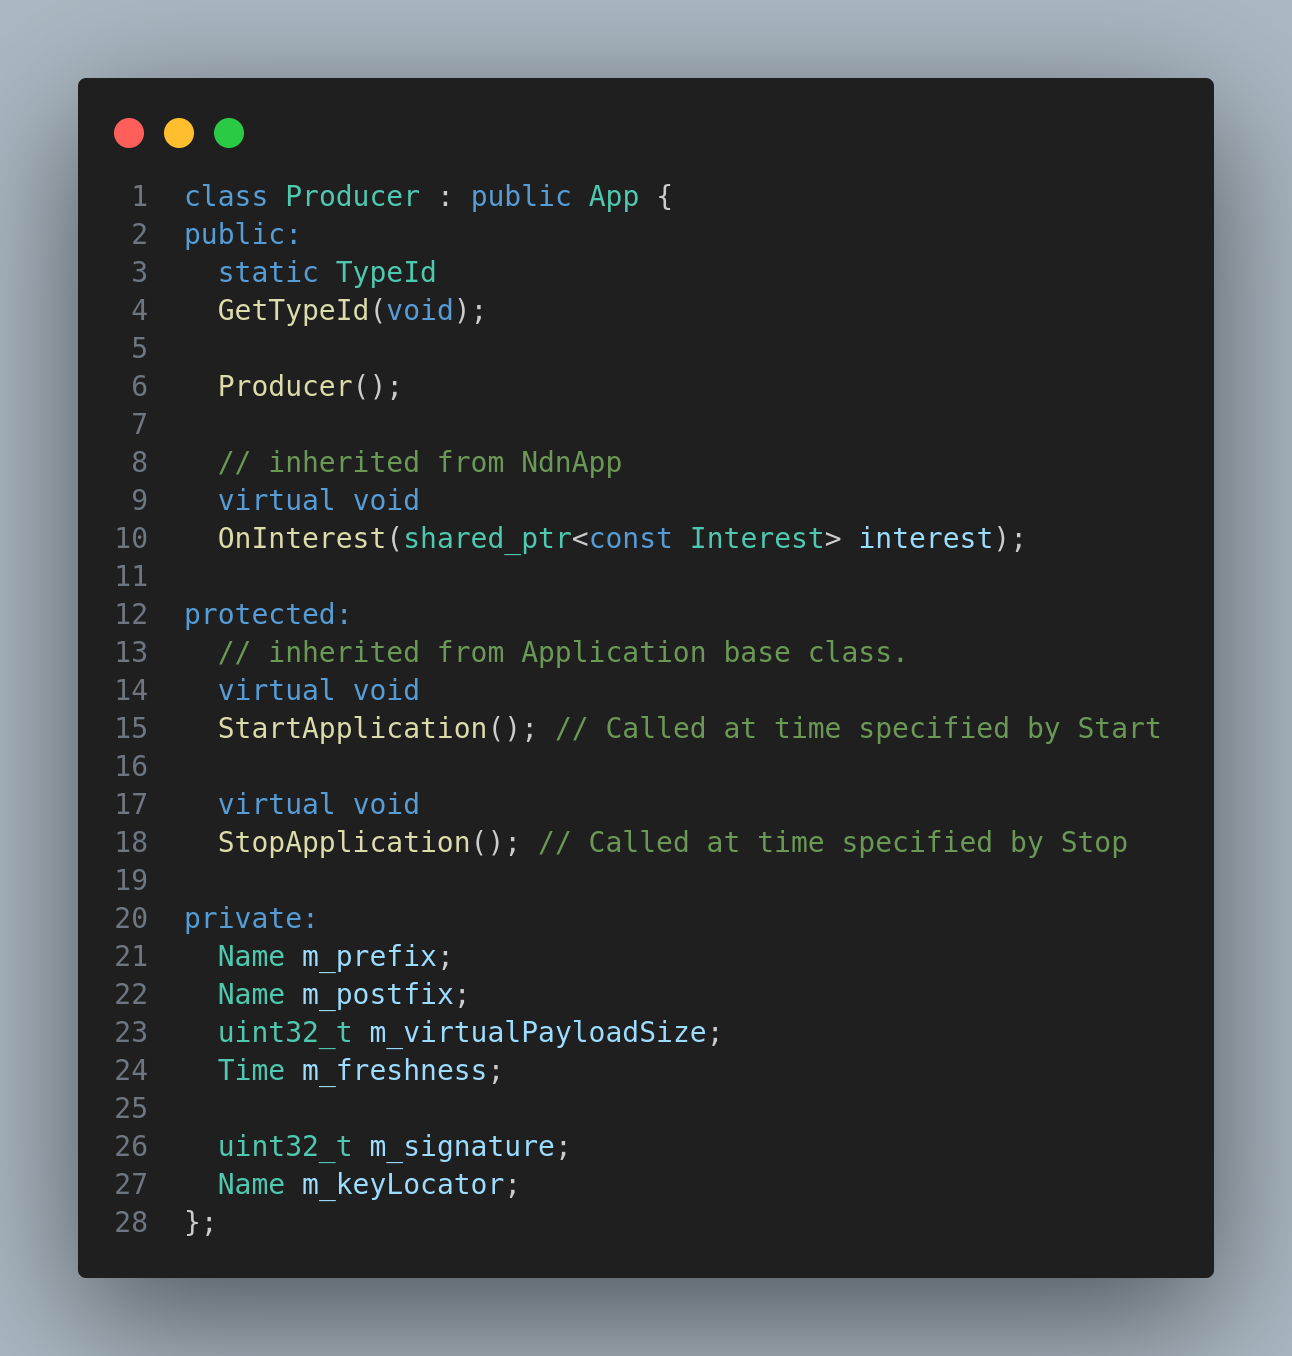 1 class Producer : public App {
2 public:
3   static TypeId
4   GetTypeId(void);
5
6   Producer();
7
8   // inherited from NdnApp
9   virtual void
10   OnInterest(shared_ptr<const Interest> interest);
11
12 protected:
13   // inherited from Application base class.
14   virtual void
15   StartApplication(); // Called at time specified by Start
16
17   virtual void
18   StopApplication(); // Called at time specified by Stop
19
20 private:
21   Name m_prefix;
22   Name m_postfix;
23   uint32_t m_virtualPayloadSize;
24   Time m_freshness;
25
26   uint32_t m_signature;
27   Name m_keyLocator;
28 };